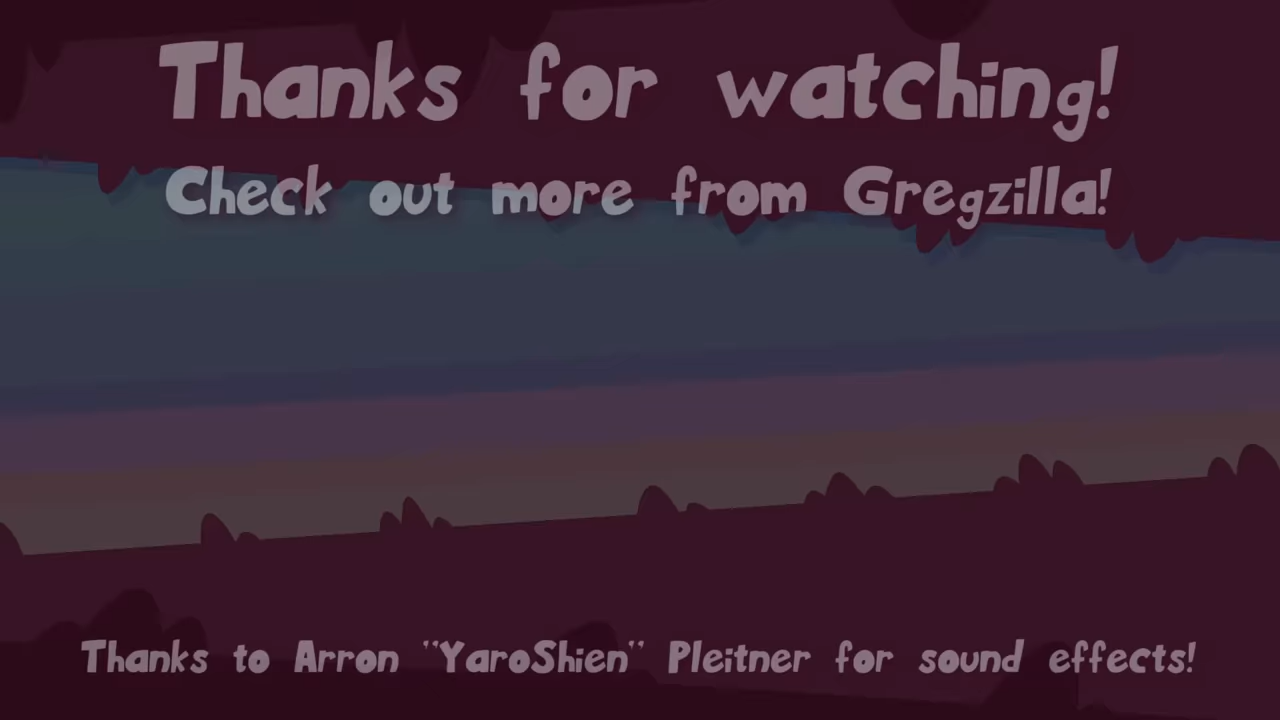 Thanks for watching!
Check out more from Gregzilla!
Thanks to Arron "YaroShien" Pleitner for sound effects!